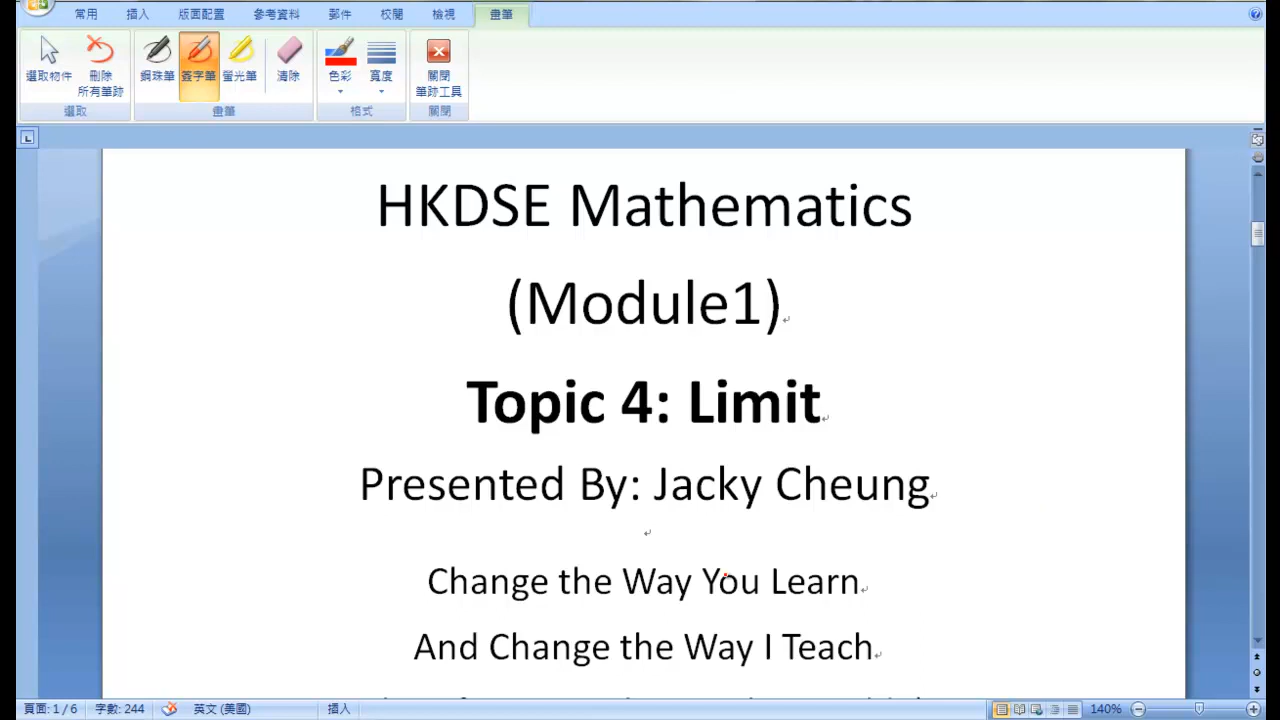 常用 插入 版面配置 參考資料 郵件 校閱 檢視 畫筆
選取物件 刪除 所有筆跡 鋼珠筆 簽字筆 螢光筆 清除 色彩 寬度 關閉 筆跡工具
選取 畫筆 格式 關閉
HKDSE Mathematics
(Module1)
Topic 4: Limit
Presented By: Jacky Cheung
Change the Way You Learn
And Change the Way I Teach
頁面: 1 / 6 字數: 244 英文 (美國) 插入 140%